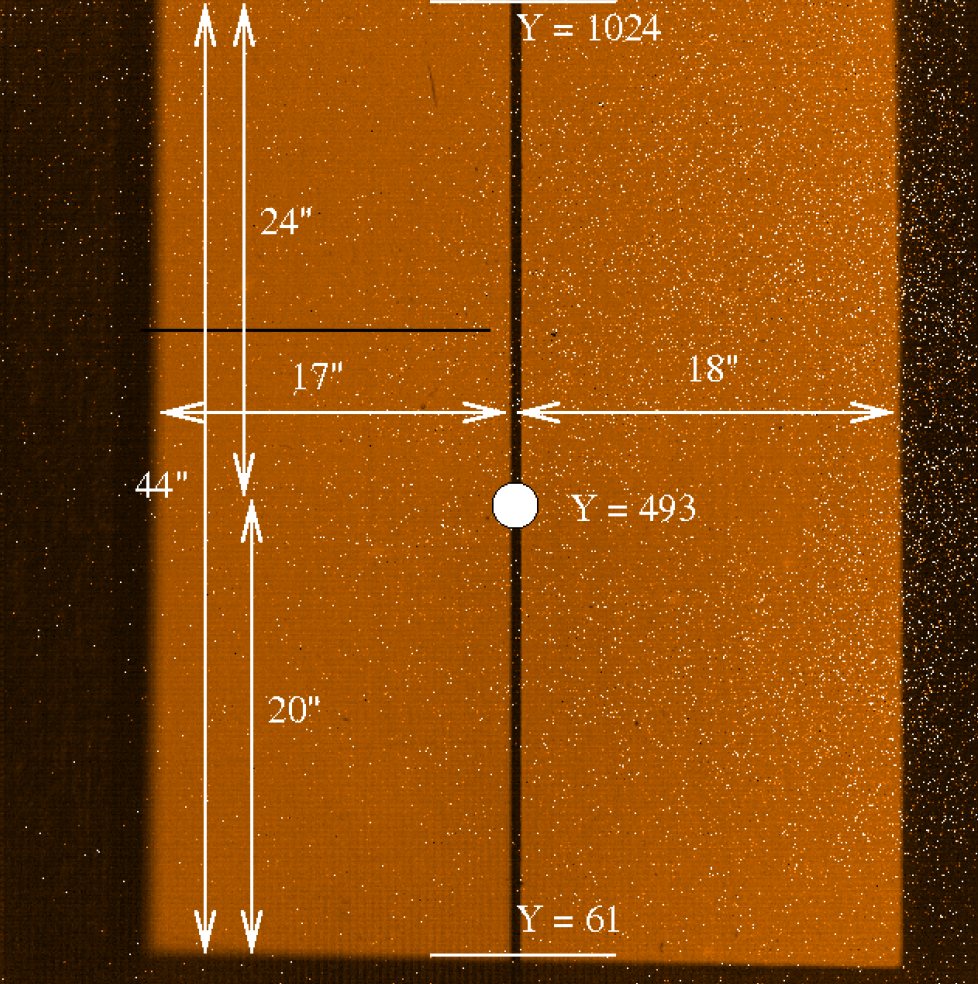 Y = 1024
24"
17"
18"
44"
Y = 493
20"
Y = 61